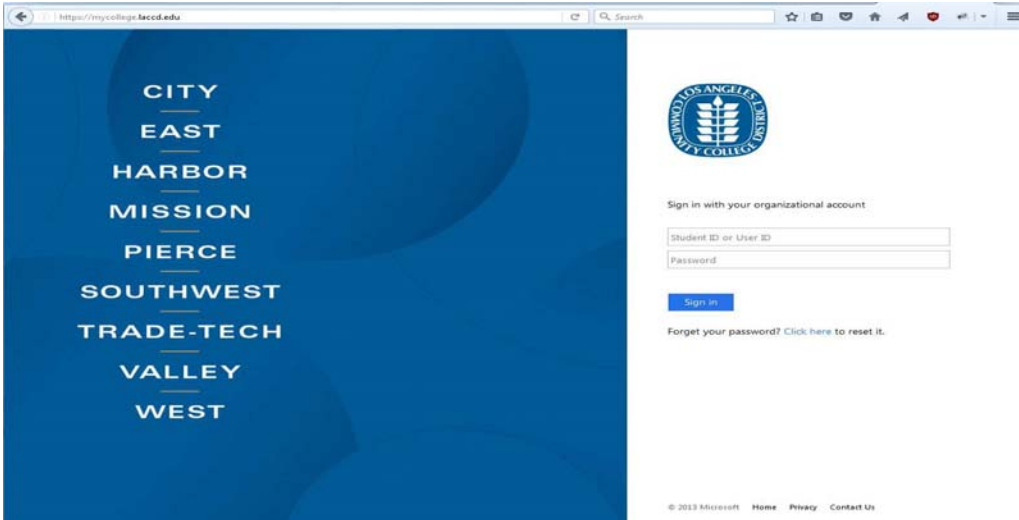 https://mycollege.laccd.edu
Search
CITY
EAST
HARBOR
MISSION
PIERCE
SOUTHWEST
TRADE-TECH
VALLEY
WEST
LOS ANGELES COMMUNITY COLLEGE DISTRICT
Sign in with your organizational account
Student ID or User ID
Password
Sign in
Forget your password? Click here to reset it.
© 2013 Microsoft Home Privacy Contact Us